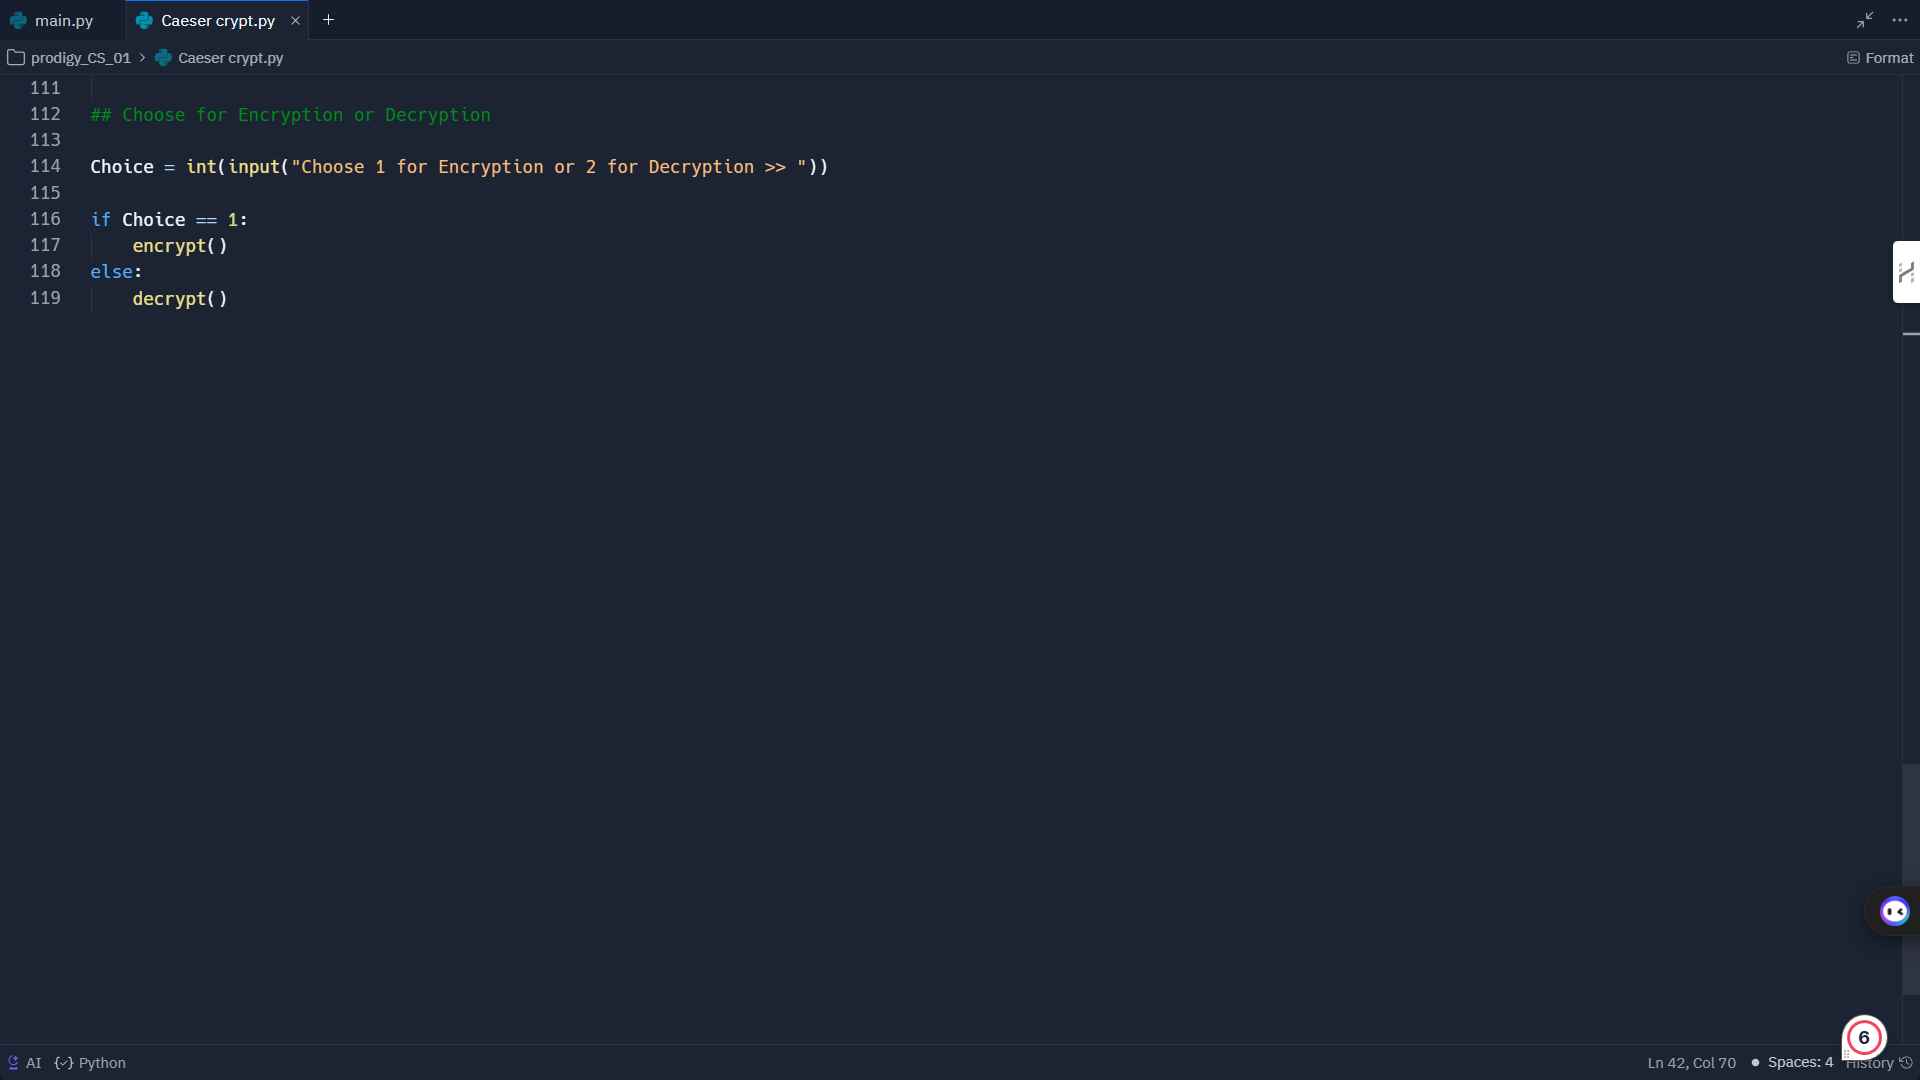 main.py
Caeser crypt.py
prodigy_CS_01 > Caeser crypt.py
Format
111
112 ## Choose for Encryption or Decryption
113
114 Choice = int(input("Choose 1 for Encryption or 2 for Decryption >> "))
115
116 if Choice == 1:
117     encrypt()
118 else:
119     decrypt()
6
AI {✓} Python
Ln 42, Col 70 • Spaces: 4 History